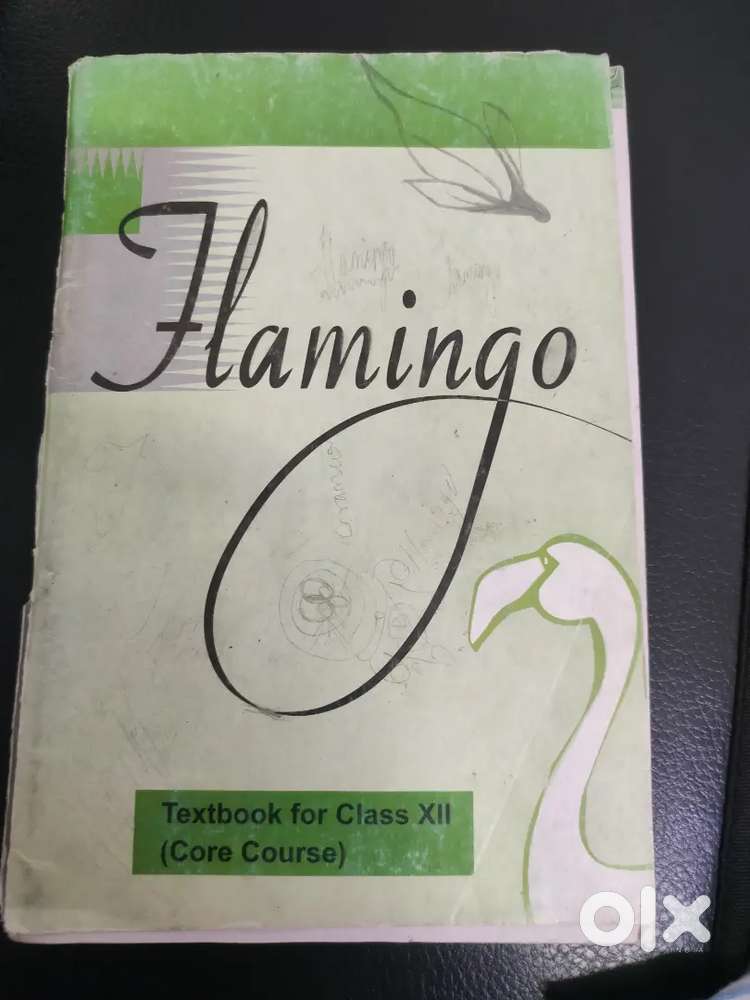 Flamingo
Textbook for Class XII
(Core Course)
olx